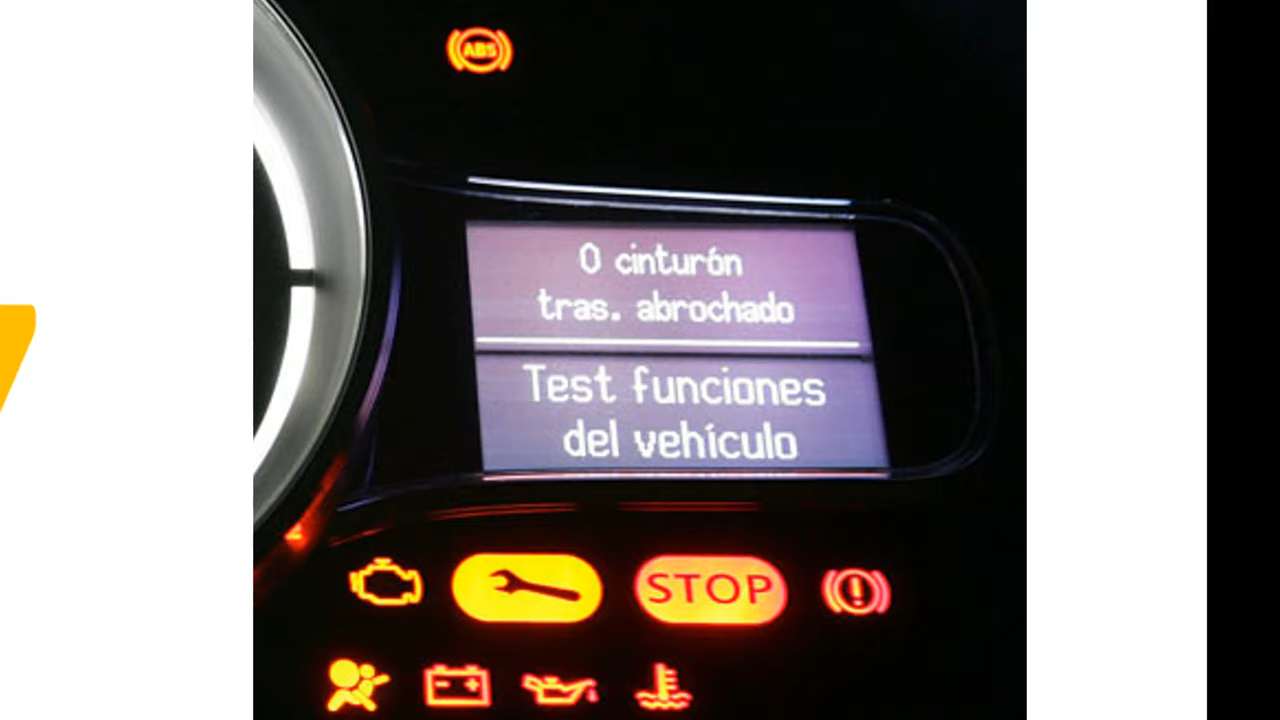 ABS
0 cinturón
tras. abrochado
Test funciones
del vehículo
STOP